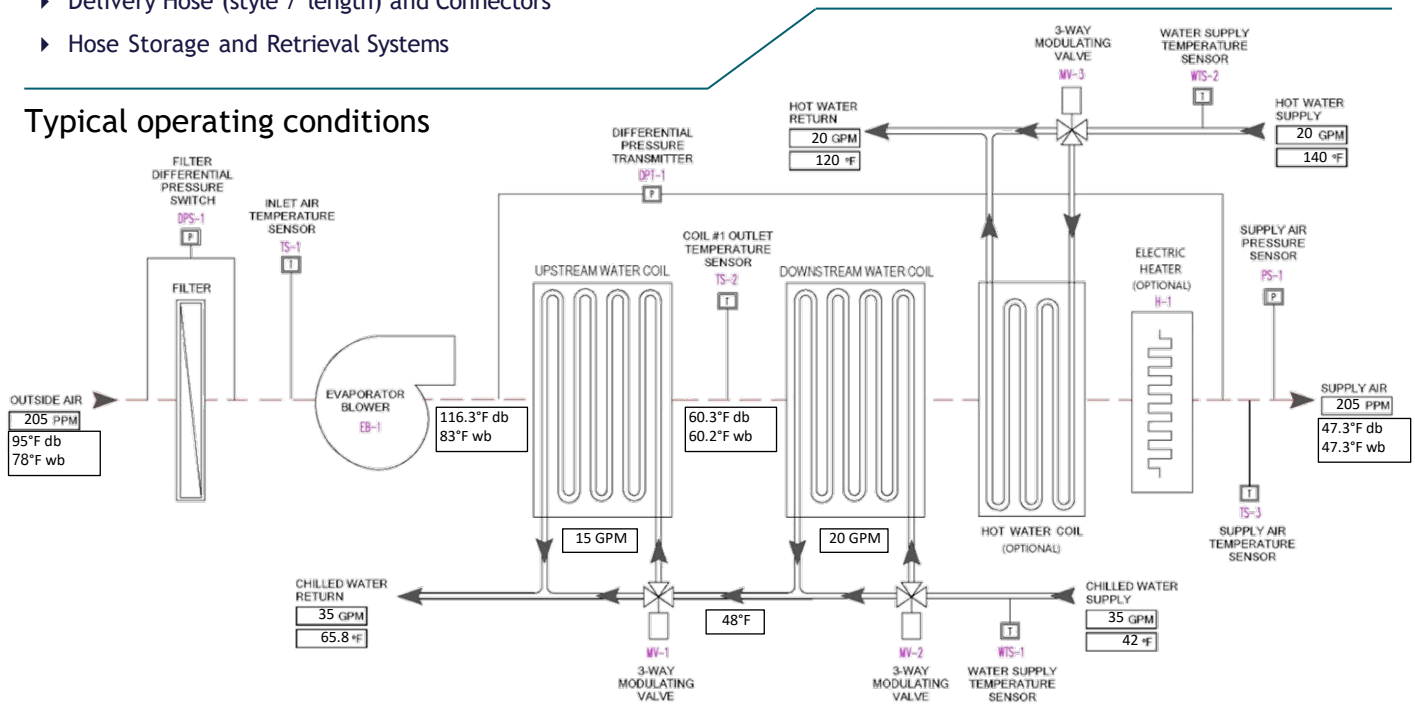 ▸ Delivery Hose (style / length) and Connectors
▸ Hose Storage and Retrieval Systems
Typical operating conditions
FILTER
DIFFERENTIAL
PRESSURE
SWITCH
DPS-1
P
INLET AIR
TEMPERATURE
SENSOR
TS-1
T
FILTER
OUTSIDE AIR
205 PPM
95°F db
78°F wb
EVAPORATOR
BLOWER
EB-1
116.3°F db
83°F wb
DIFFERENTIAL
PRESSURE
TRANSMITTER
DPT-1
P
UPSTREAM WATER COIL
COIL #1 OUTLET
TEMPERATURE
SENSOR
TS-2
T
60.3°F db
60.2°F wb
DOWNSTREAM WATER COIL
HOT WATER
RETURN
20 GPM
120 °F
3-WAY
MODULATING
VALVE
MV-3
WATER SUPPLY
TEMPERATURE
SENSOR
WTS-2
T
HOT WATER
SUPPLY
20 GPM
140 °F
HOT WATER COIL
(OPTIONAL)
ELECTRIC
HEATER
(OPTIONAL)
H-1
SUPPLY AIR
PRESSURE
SENSOR
PS-1
P
SUPPLY AIR
205 PPM
47.3°F db
47.3°F wb
T
TS-3
SUPPLY AIR
TEMPERATURE
SENSOR
15 GPM
20 GPM
CHILLED WATER
RETURN
35 GPM
65.8 °F
48°F
MV-1
3-WAY
MODULATING
VALVE
MV-2
3-WAY
MODULATING
VALVE
T
WTS-1
WATER SUPPLY
TEMPERATURE
SENSOR
CHILLED WATER
SUPPLY
35 GPM
42 °F